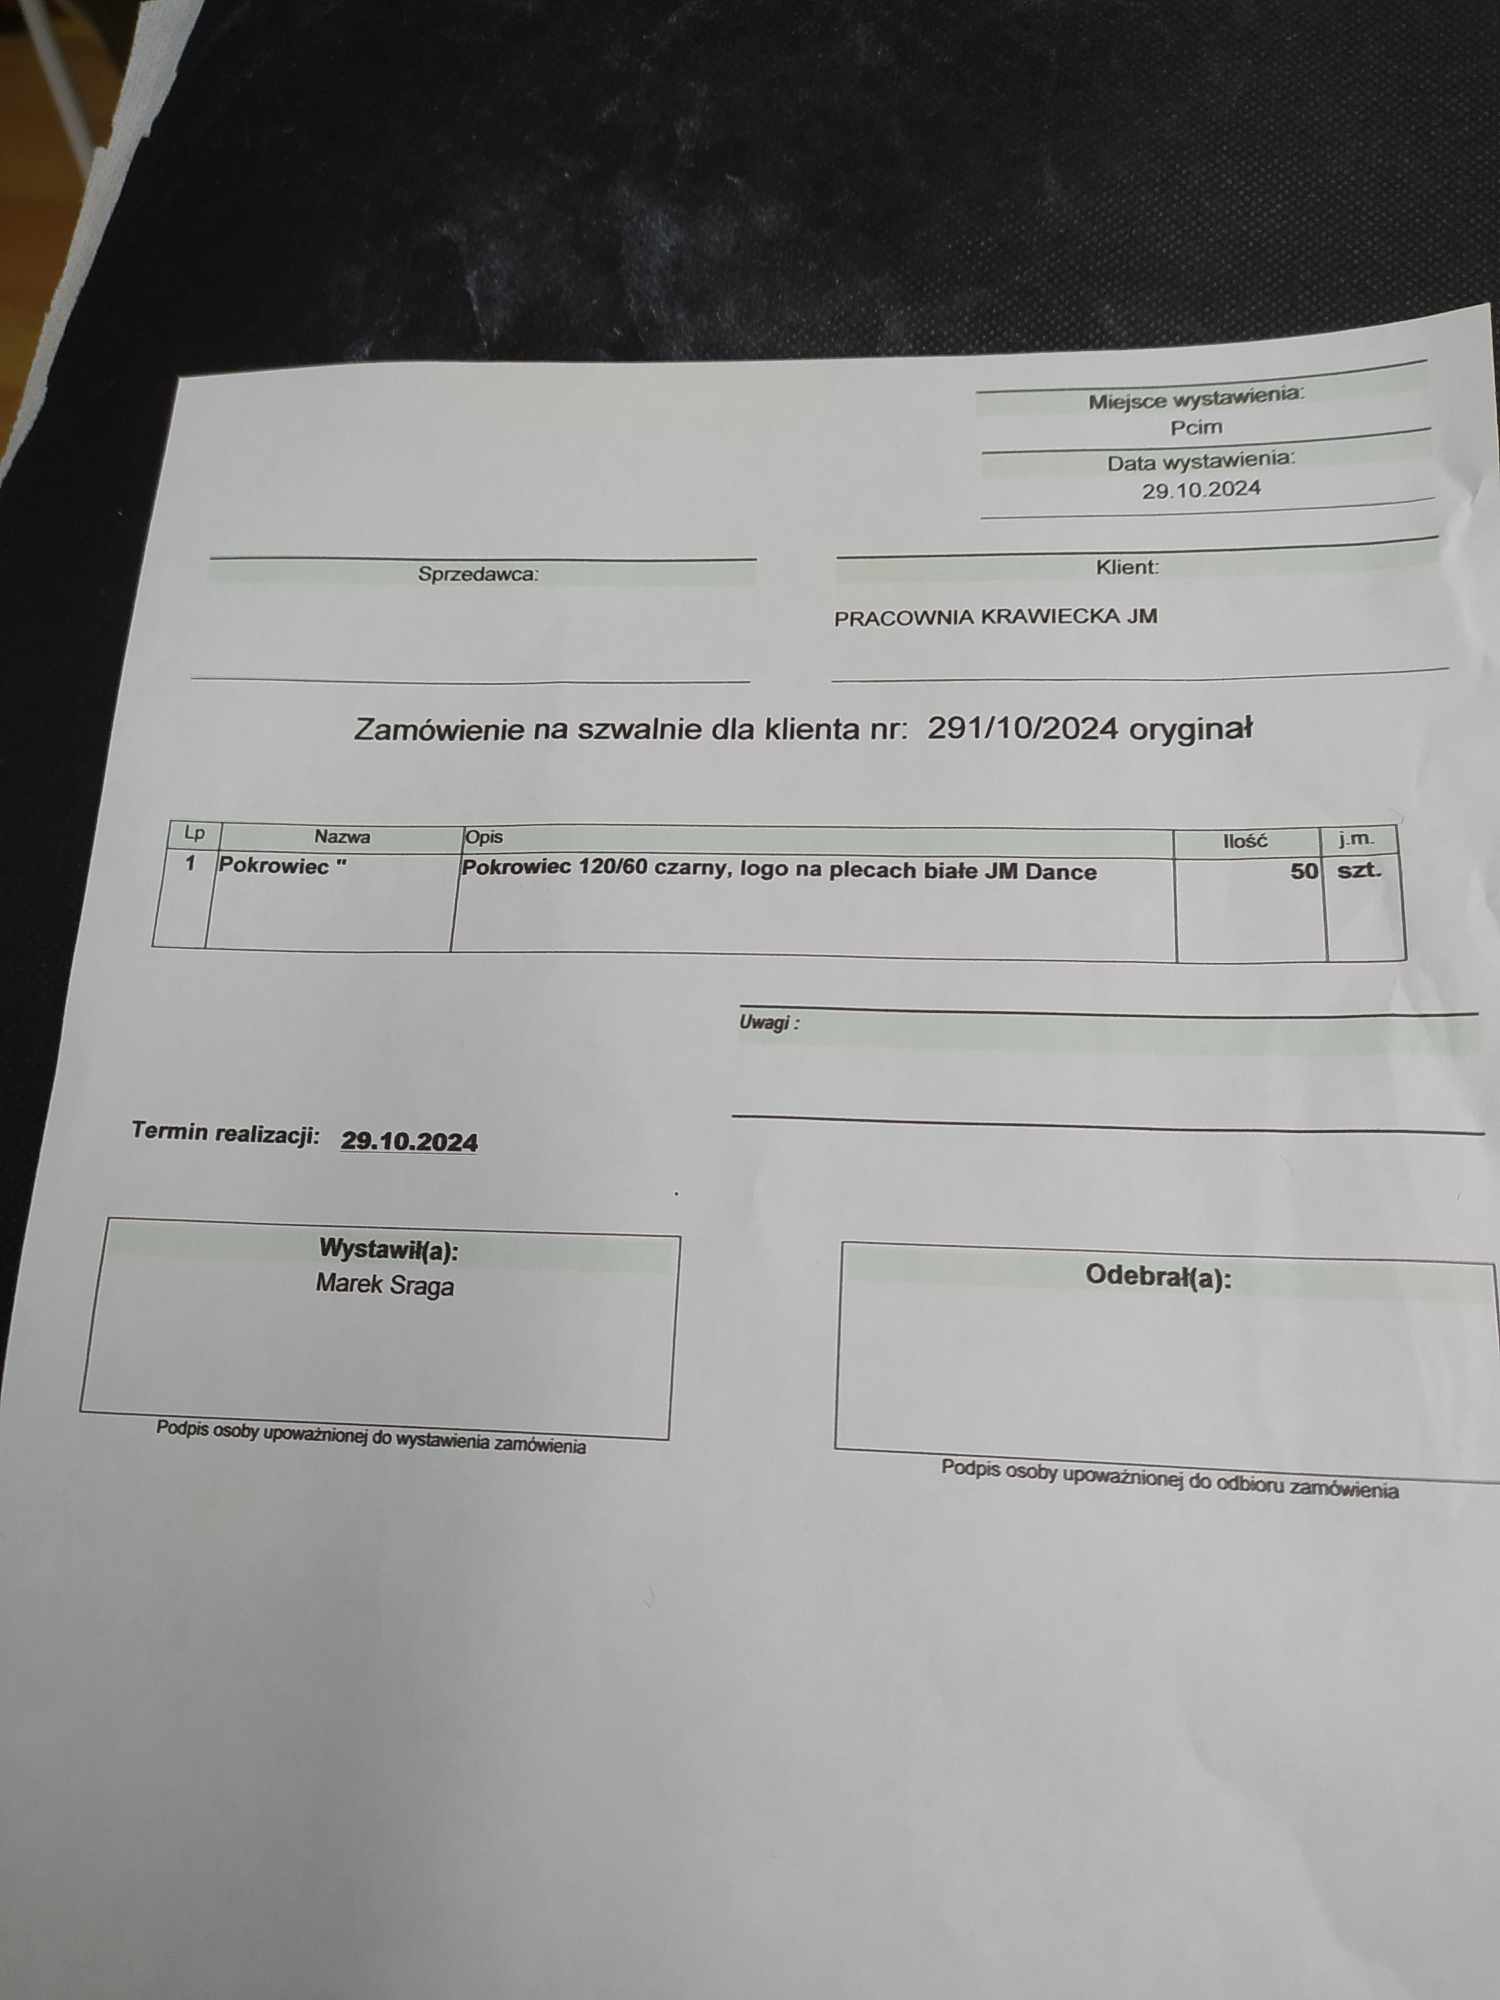 Miejsce wystawienia:
Pcim
Data wystawienia:
29.10.2024
Sprzedawca:
Klient:
PRACOWNIA KRAWIECKA JM
Zamówienie na szwalnie dla klienta nr: 291/10/2024 oryginał
Lp Nazwa Opis Ilość j.m.
1 Pokrowiec " Pokrowiec 120/60 czarny, logo na plecach białe JM Dance 50 szt.
Uwagi :
Termin realizacji: 29.10.2024
Wystawił(a):
Marek Sraga
Podpis osoby upoważnionej do wystawienia zamówienia
Odebrał(a):
Podpis osoby upoważnionej do odbioru zamówienia